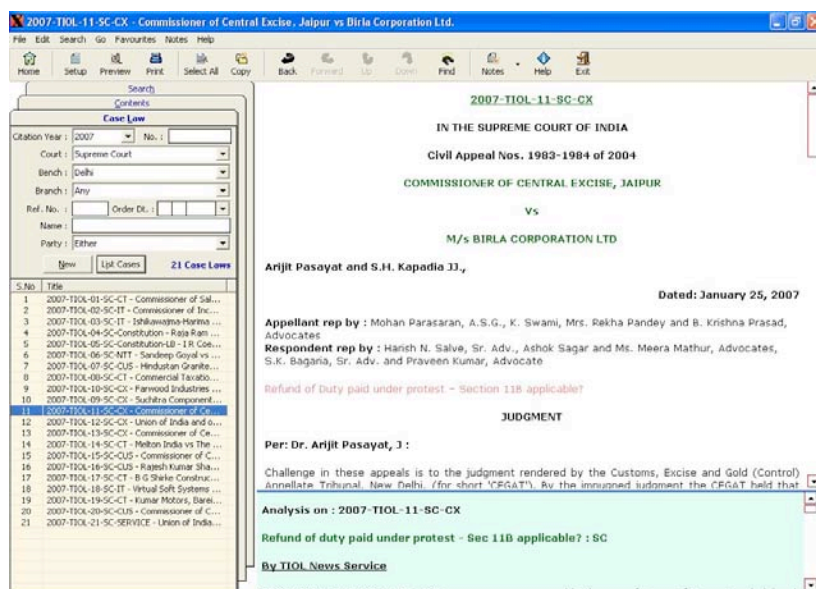 2007-TIOL-11-SC-CX - Commissioner of Central Excise, Jaipur vs Birla Corporation Ltd.
File Edit Search Go Favourites Notes Help
Home Setup Preview Print Select All Copy Back Forward Up Down Find Notes Help Exit
Search
Contents
Case Law
Citation Year : 2007 No. :
Court : Supreme Court
Bench : Delhi
Branch : Any
Ref. No. : Order Dt. :
Name :
Party : Either
New List Cases 21 Case Laws
S.No Title
1 2007-TIOL-01-SC-CT - Commissioner of Sal...
2 2007-TIOL-02-SC-IT - Commissioner of Inc...
3 2007-TIOL-03-SC-IT - Ishikawajma-Harima ...
4 2007-TIOL-04-SC-Constitution - Raja Ram ...
5 2007-TIOL-05-SC-Constitution-LB - I R Coe...
6 2007-TIOL-06-SC-NTT - Sandeep Goyal vs ...
7 2007-TIOL-07-SC-CUS - Hindustan Granite...
8 2007-TIOL-08-SC-CT - Commercial Taxatio...
9 2007-TIOL-10-SC-CX - Farwood Industries ...
10 2007-TIOL-09-SC-CX - Suchitra Component...
11 2007-TIOL-11-SC-CX - Commissioner of Ce...
12 2007-TIOL-12-SC-CX - Union of India and o...
13 2007-TIOL-13-SC-CX - Commissioner of Ce...
14 2007-TIOL-14-SC-CT - Melton India vs The ...
15 2007-TIOL-15-SC-CUS - Commissioner of C...
16 2007-TIOL-16-SC-CUS - Rajesh Kumar Sha...
17 2007-TIOL-17-SC-CT - B G Shirke Construc...
18 2007-TIOL-18-SC-IT - Virtual Soft Systems ...
19 2007-TIOL-19-SC-CT - Kumar Motors, Barei...
20 2007-TIOL-20-SC-CUS - Commissioner of C...
21 2007-TIOL-21-SC-SERVICE - Union of India...
2007-TIOL-11-SC-CX
IN THE SUPREME COURT OF INDIA
Civil Appeal Nos. 1983-1984 of 2004
COMMISSIONER OF CENTRAL EXCISE, JAIPUR
Vs
M/s BIRLA CORPORATION LTD
Arijit Pasayat and S.H. Kapadia JJ.,
Dated: January 25, 2007
Appellant rep by : Mohan Parasaran, A.S.G., K. Swami, Mrs. Rekha Pandey and B. Krishna Prasad,
Advocates
Respondent rep by : Harish N. Salve, Sr. Adv., Ashok Sagar and Ms. Meera Mathur, Advocates,
S.K. Bagaria, Sr. Adv. and Praveen Kumar, Advocate
Refund of Duty paid under protest - Section 11B applicable?
JUDGMENT
Per: Dr. Arijit Pasayat, J :
Challenge in these appeals is to the judgment rendered by the Customs, Excise and Gold (Control)
Appellate Tribunal, New Delhi, (for short 'CEGAT'). By the impugned judgment the CEGAT held that
Analysis on : 2007-TIOL-11-SC-CX
Refund of duty paid under protest - Sec 11B applicable? : SC
By TIOL News Service